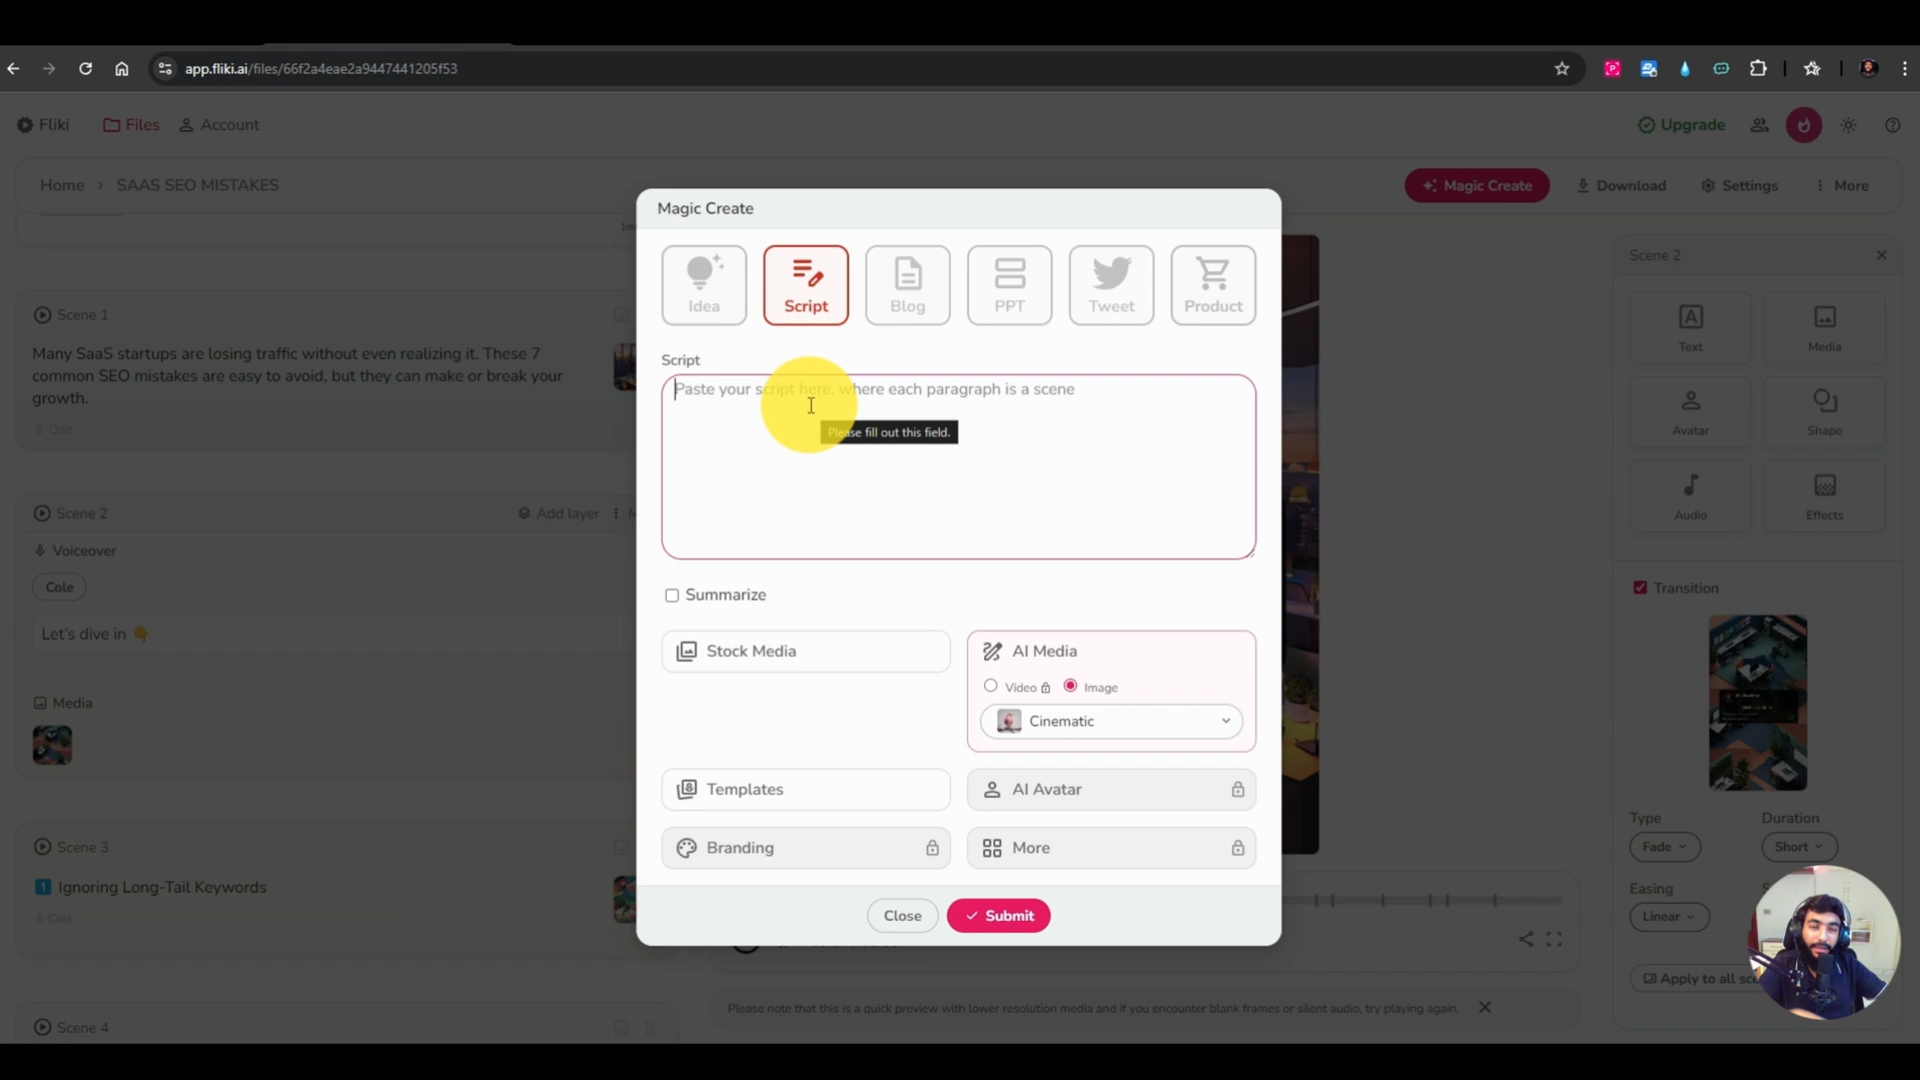 app.fliki.ai/files/66f2a4eae2a9447441205f53
Fliki
Files
Account
Upgrade
Home > SAAS SEO MISTAKES
Magic Create
Download
Settings
More
Scene 1
Many SaaS startups are losing traffic without even realizing it. These 7
common SEO mistakes are easy to avoid, but they can make or break your
growth.
Cole
Scene 2
Add layer
Voiceover
Cole
Let's dive in 👇
Media
Scene 3
1 Ignoring Long-Tail Keywords
Cole
Scene 4
Magic Create
Idea
Script
Blog
PPT
Tweet
Product
Script
Paste your script here, where each paragraph is a scene
Please fill out this field.
Summarize
Stock Media
AI Media
Video
Image
Cinematic
Templates
AI Avatar
Branding
More
Close
Submit
Please note that this is a quick preview with lower resolution media and if you encounter blank frames or silent audio, try playing again.
Scene 2
Text
Media
Avatar
Shape
Audio
Effects
Transition
Type
Duration
Fade
Short
Easing
Linear
Apply to all